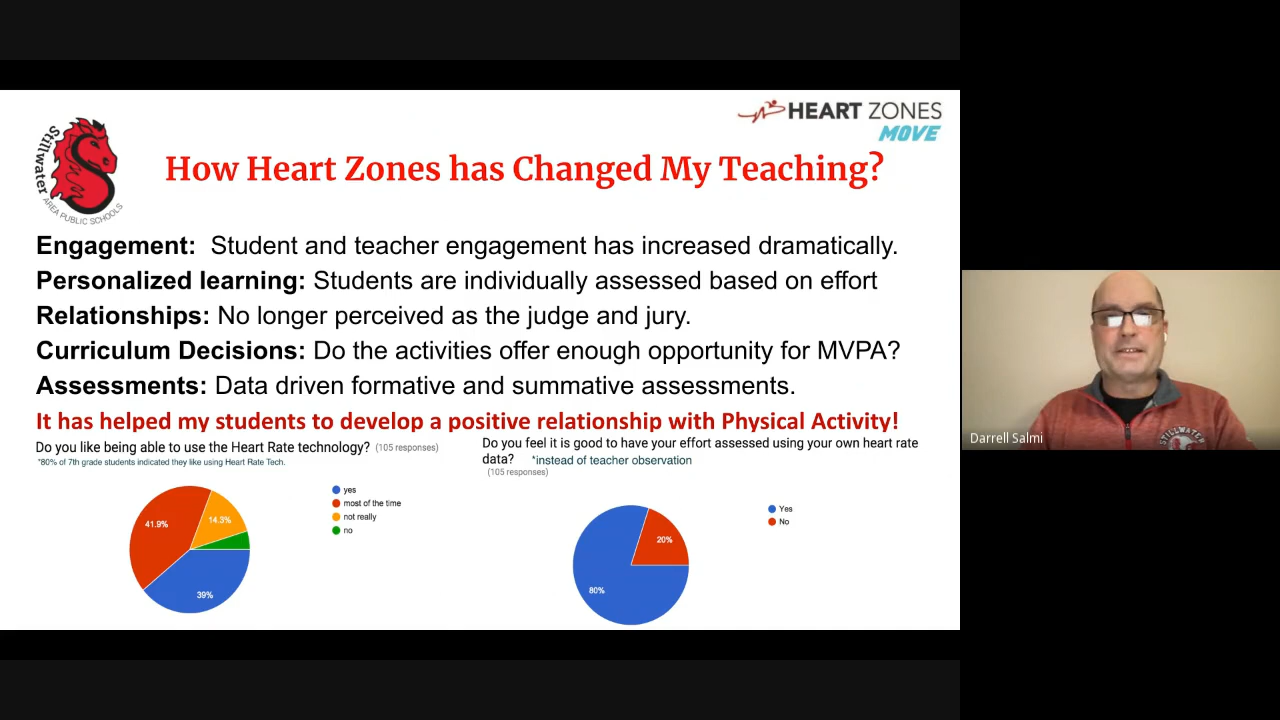 Stillwater
AREA PUBLIC SCHOOLS
HEART ZONES
MOVE
How Heart Zones has Changed My Teaching?
Engagement: Student and teacher engagement has increased dramatically.
Personalized learning: Students are individually assessed based on effort
Relationships: No longer perceived as the judge and jury.
Curriculum Decisions: Do the activities offer enough opportunity for MVPA?
Assessments: Data driven formative and summative assessments.
It has helped my students to develop a positive relationship with Physical Activity!
Do you like being able to use the Heart Rate technology? (105 responses)
*80% of 7th grade students indicated they like using Heart Rate Tech.
yes
most of the time
not really
no
41.9%
14.3%
39%
Do you feel it is good to have your effort assessed using your own heart rate
data? *instead of teacher observation
(105 responses)
Yes
No
20%
80%
Darrell Salmi
STILLWATER